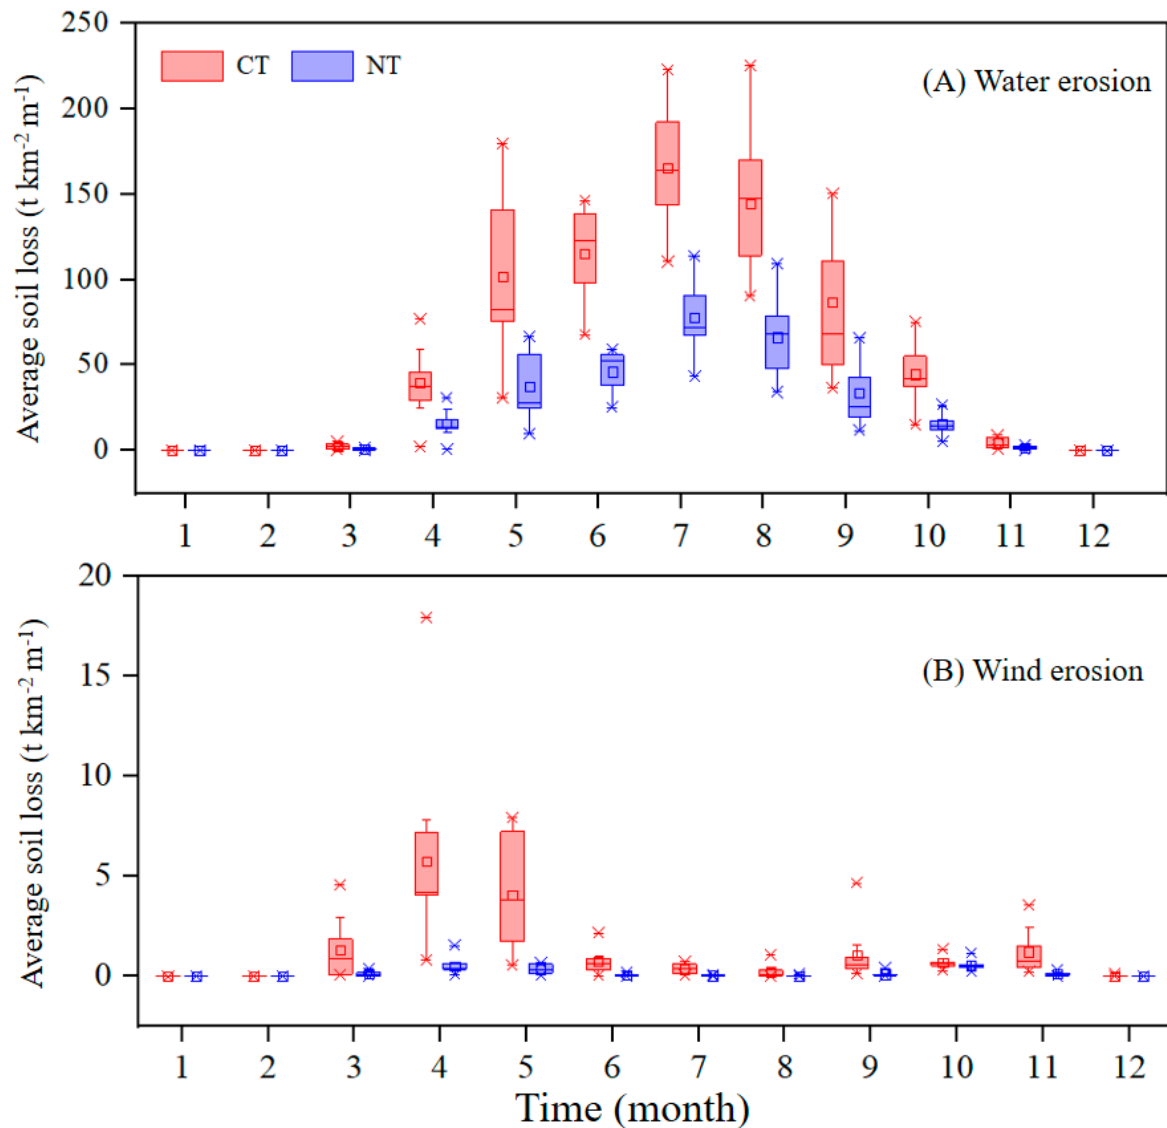 250
200
150
100
50
0
CT NT
(A) Water erosion
Average soil loss (t km⁻² m⁻¹)
1 2 3 4 5 6 7 8 9 10 11 12
20
15
10
5
0
(B) Wind erosion
Average soil loss (t km⁻² m⁻¹)
1 2 3 4 5 6 7 8 9 10 11 12
Time (month)